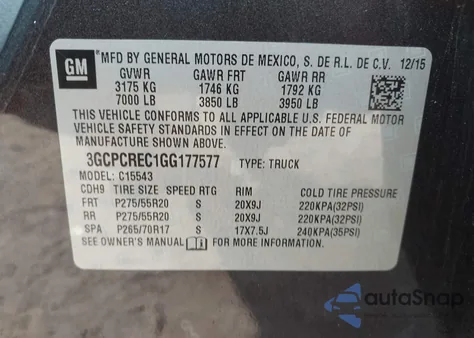 GM
MFD BY GENERAL MOTORS DE MEXICO, S. DE R.L. DE C.V. 12/15
GVWR GAWR FRT GAWR RR
3175 KG 1746 KG 1792 KG
7000 LB 3850 LB 3950 LB
THIS VEHICLE CONFORMS TO ALL APPLICABLE U.S. FEDERAL MOTOR
VEHICLE SAFETY STANDARDS IN EFFECT ON THE DATE OF
MANUFACTURE SHOWN ABOVE.
3GCPCREC1GG177577 TYPE: TRUCK
MODEL: C15543
CDH9 TIRE SIZE SPEED RTG RIM COLD TIRE PRESSURE
FRT P275/55R20 S 20X9J 220KPA(32PSI)
RR P275/55R20 S 20X9J 220KPA(32PSI)
SPA P265/70R17 S 17X7.5J 240KPA(35PSI)
SEE OWNER'S MANUAL FOR MORE INFORMATION.
autoSnap